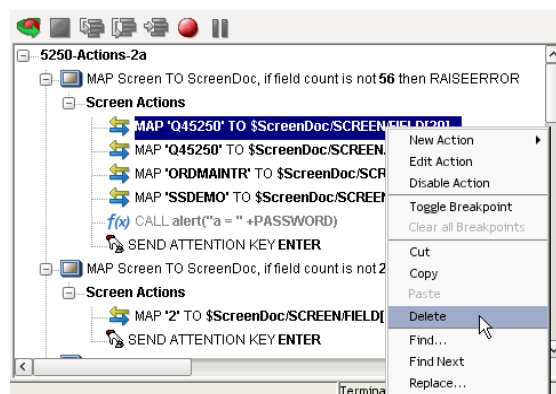 5250-Actions-2a
MAP Screen TO ScreenDoc, if field count is not 56 then RAISEERROR
Screen Actions
MAP 'Q45250' TO $ScreenDoc/SCREEN/FIELD[20]
MAP 'Q45250' TO $ScreenDoc/SCREEN
MAP 'ORDMAINTR' TO $ScreenDoc/SCR
MAP 'SSDEMO' TO $ScreenDoc/SCREEN
f(x) CALL alert("a = " +PASSWORD)
SEND ATTENTION KEY ENTER
MAP Screen TO ScreenDoc, if field count is not 2
Screen Actions
MAP '2' TO $ScreenDoc/SCREEN/FIELD[
SEND ATTENTION KEY ENTER
New Action
Edit Action
Disable Action
Toggle Breakpoint
Clear all Breakpoints
Cut
Copy
Paste
Delete
Find...
Find Next
Replace...
Termina